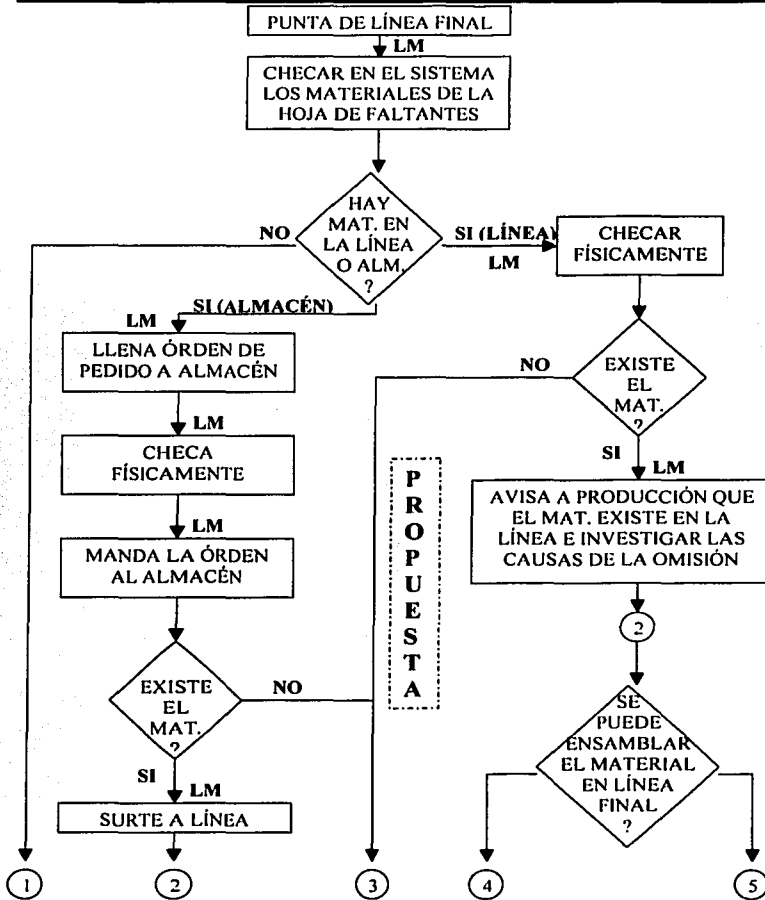 PUNTA DE LÍNEA FINAL
LM
CHECAR EN EL SISTEMA
LOS MATERIALES DE LA
HOJA DE FALTANTES
HAY
MAT. EN
LA LÍNEA
O ALM.
?
NO
SI (LÍNEA)
LM
CHECAR
FÍSICAMENTE
SI (ALMACÉN)
LM
LLENA ÓRDEN DE
PEDIDO A ALMACÉN
LM
CHECA
FÍSICAMENTE
LM
MANDA LA ÓRDEN
AL ALMACÉN
EXISTE
EL
MAT.
?
NO
SI
LM
SURTE A LÍNEA
P
R
O
P
U
E
S
T
A
EXISTE
EL
MAT.
?
NO
SI
LM
AVISA A PRODUCCIÓN QUE
EL MAT. EXISTE EN LA
LÍNEA E INVESTIGAR LAS
CAUSAS DE LA OMISIÓN
2
SE
PUEDE
ENSAMBLAR
EL MATERIAL
EN LÍNEA
FINAL
?
1
2
3
4
5